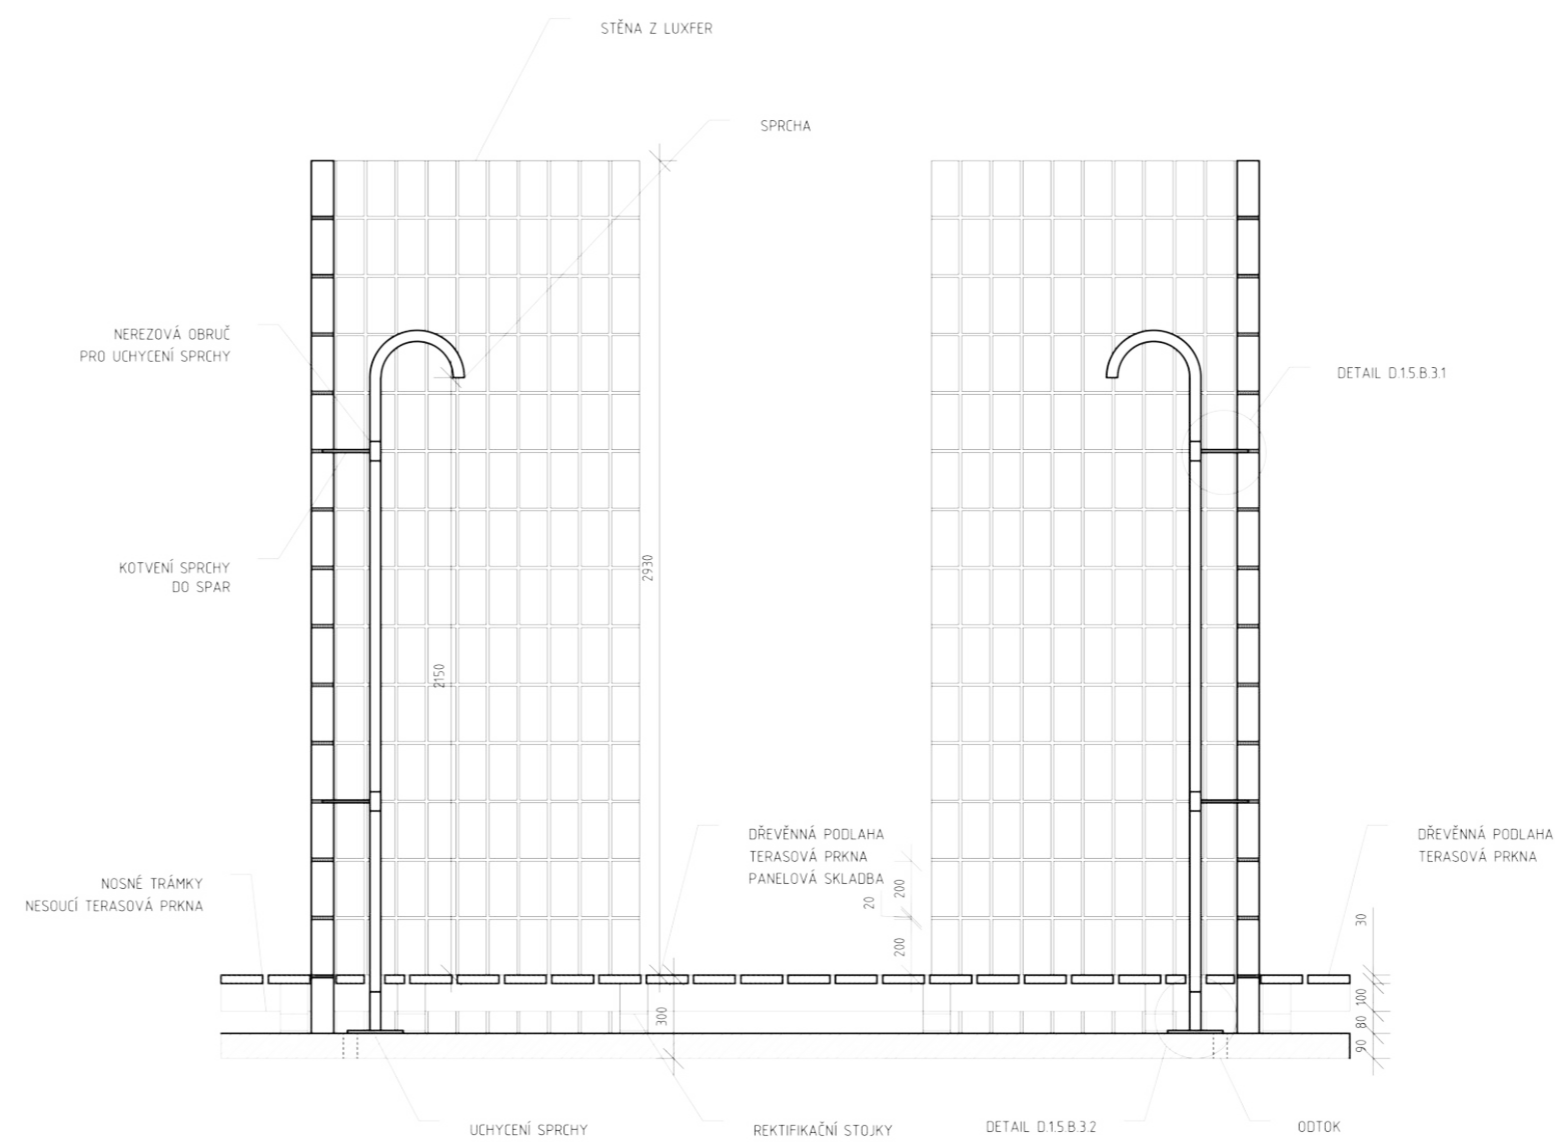 STĚNA Z LUXFER
SPRCHA
NEREZOVÁ OBRUČ
PRO UCHYCENÍ SPRCHY
DETAIL D.1.5.B.3.1
KOTVENÍ SPRCHY
DO SPAR
2930
2150
DŘEVĚNNÁ PODLAHA
TERASOVÁ PRKNA
PANELOVÁ SKLADBA
DŘEVĚNNÁ PODLAHA
TERASOVÁ PRKNA
NOSNÉ TRÁMKY
NESOUCÍ TERASOVÁ PRKNA
200
20
200
30
100
80
90
300
UCHYCENÍ SPRCHY
REKTIFIKAČNÍ STOJKY
DETAIL D.1.5.B.3.2
ODTOK